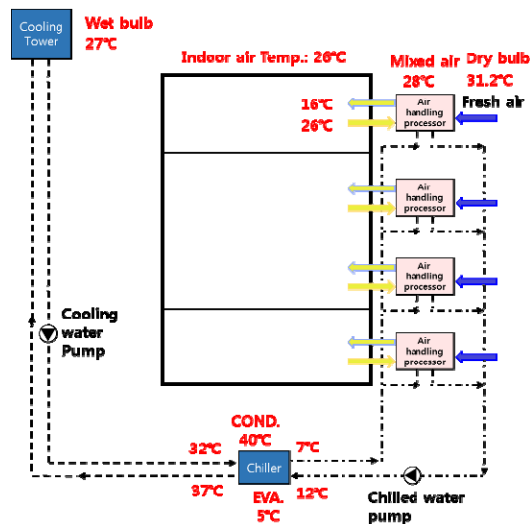 Cooling
Tower
Wet bulb
27℃
Indoor air Temp.: 26℃
Mixed air
28℃
Dry bulb
31.2℃
Fresh air
16℃
26℃
Air
handling
processor
Air
handling
processor
Air
handling
processor
Air
handling
processor
Cooling
water
Pump
COND.
40℃
32℃
7℃
Chiller
37℃
12℃
EVA.
5℃
Chilled water
pump